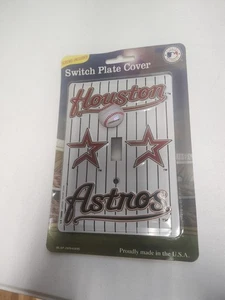 Switch Plate Cover
Houston
Astros
Proudly made in the U.S.A.